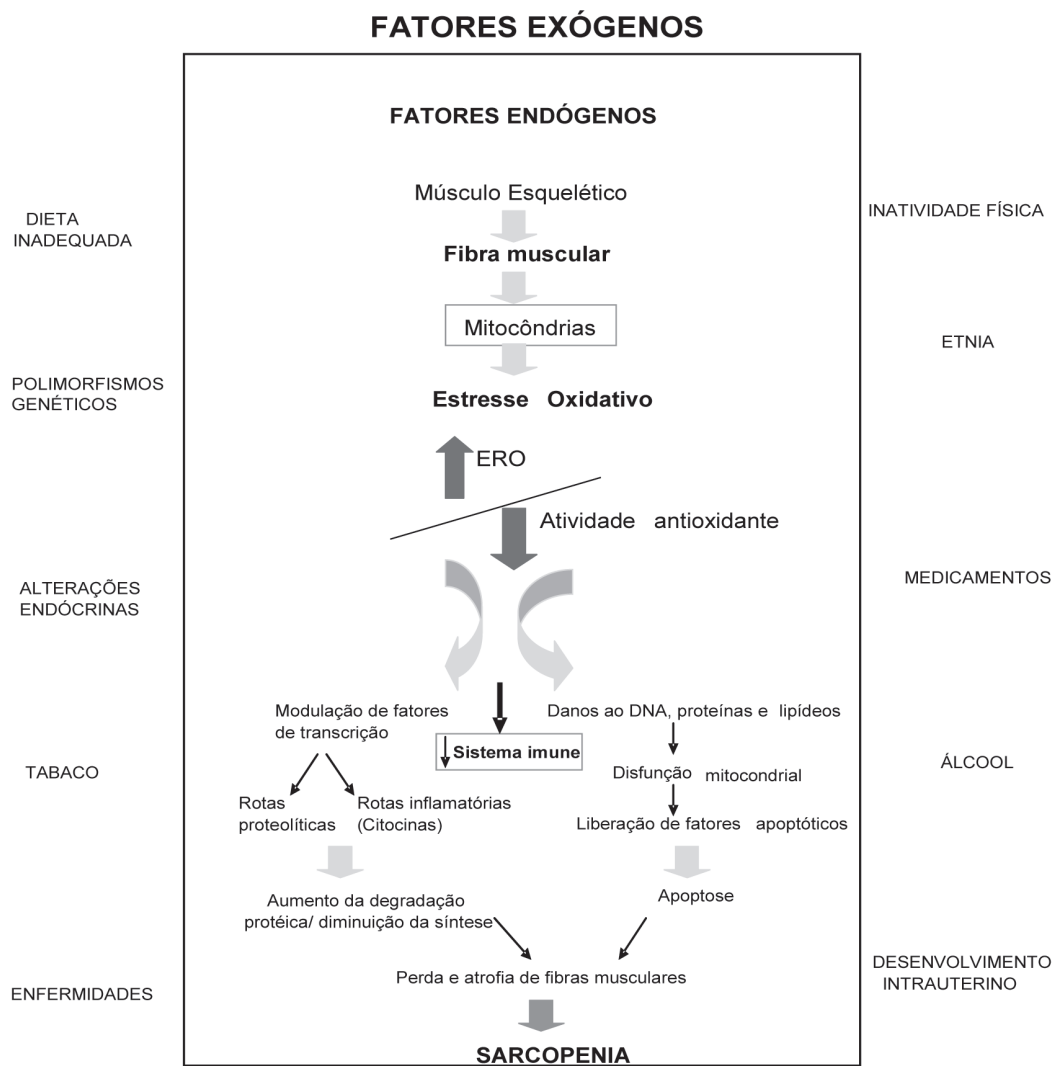 FATORES EXÓGENOS
FATORES ENDÓGENOS
Músculo Esquelético
INATIVIDADE FÍSICA
DIETA
INADEQUADA
Fibra muscular
Mitocôndrias
ETNIA
POLIMORFISMOS
GENÉTICOS
Estresse Oxidativo
ERO
Atividade antioxidante
ALTERAÇÕES
ENDÓCRINAS
MEDICAMENTOS
Modulação de fatores
de transcrição
Danos ao DNA, proteínas e lipídeos
Sistema imune
TABACO
Disfunção mitocondrial
ÁLCOOL
Rotas
proteolíticas
Rotas inflamatórias
(Citocinas)
Liberação de fatores apoptóticos
Aumento da degradação
protéica/ diminuição da síntese
Apoptose
Perda e atrofia de fibras musculares
DESENVOLVIMENTO
INTRAUTERINO
ENFERMIDADES
SARCOPENIA